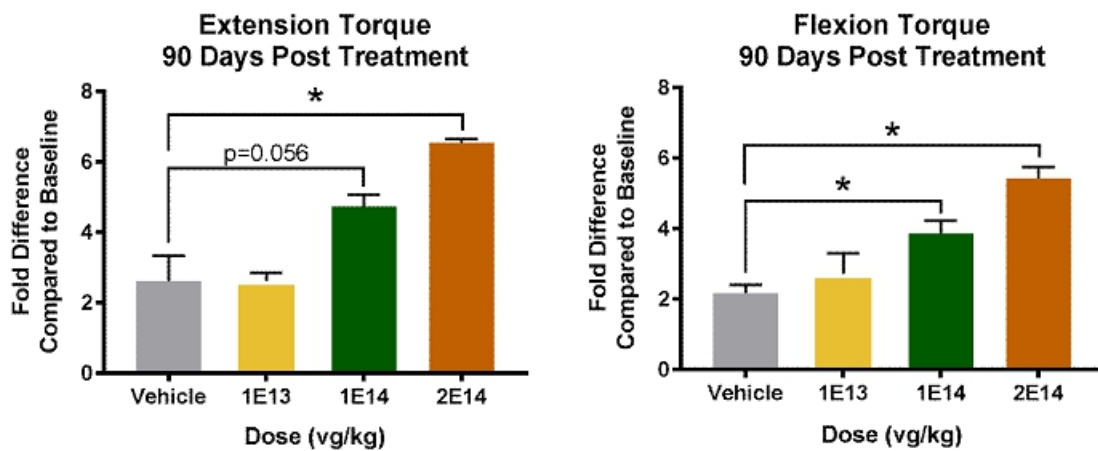 Extension Torque
90 Days Post Treatment
Fold Difference
Compared to Baseline
8
6
4
2
0
*
p=0.056
Vehicle 1E13 1E14 2E14
Dose (vg/kg)
Flexion Torque
90 Days Post Treatment
Fold Difference
Compared to Baseline
8
6
4
2
0
*
*
Vehicle 1E13 1E14 2E14
Dose (vg/kg)